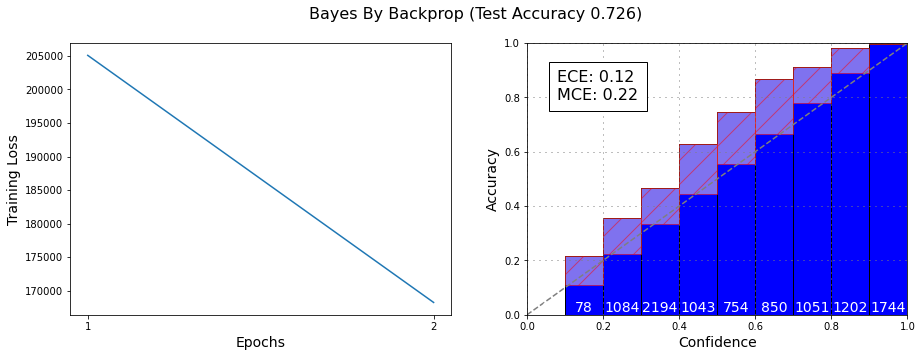 Bayes By Backprop (Test Accuracy 0.726)
Training Loss
205000
200000
195000
190000
185000
180000
175000
170000
1
2
Epochs
Accuracy
1.0
0.8
0.6
0.4
0.2
0.0
ECE: 0.12
MCE: 0.22
78 1084 2194 1043 754 850 1051 1202 1744
0.0 0.2 0.4 0.6 0.8 1.0
Confidence